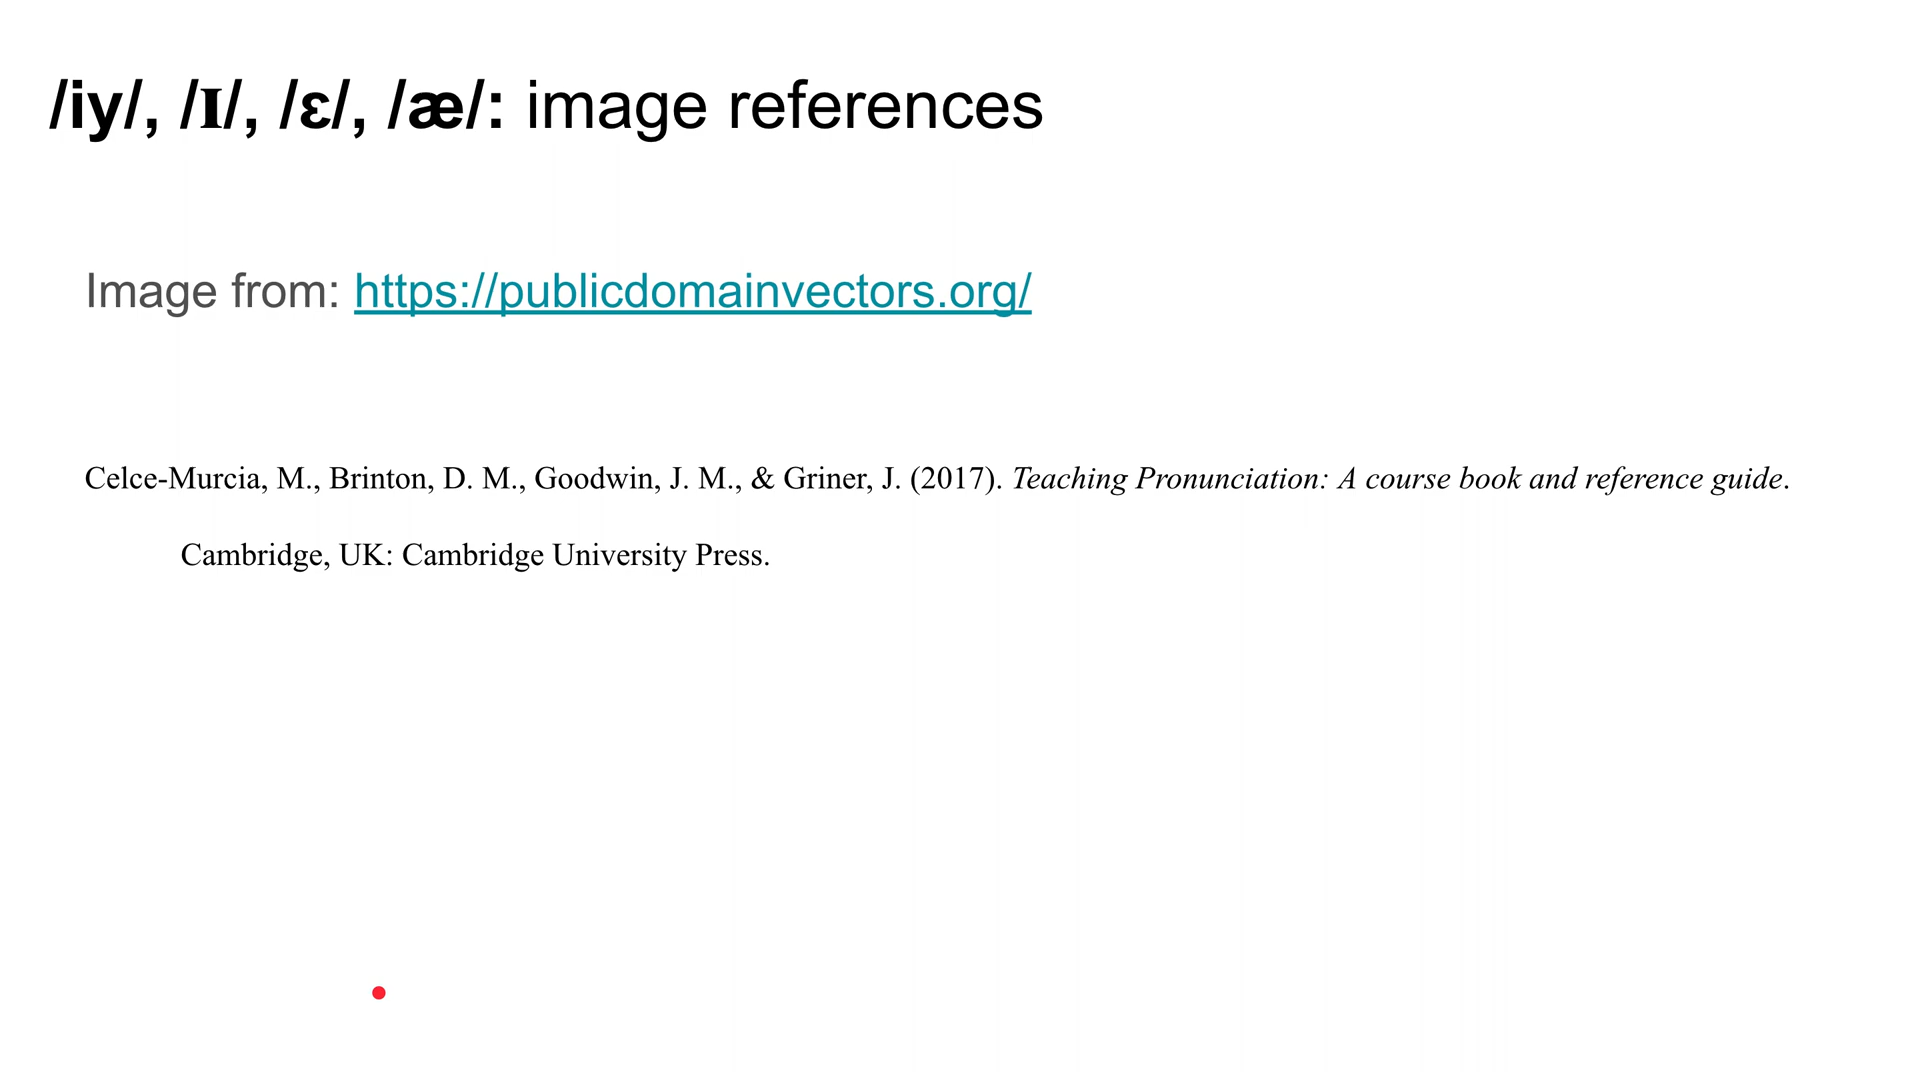 /iy/, /ɪ/, /ɛ/, /æ/: image references
Image from: https://publicdomainvectors.org/
Celce-Murcia, M., Brinton, D. M., Goodwin, J. M., & Griner, J. (2017). Teaching Pronunciation: A course book and reference guide.
Cambridge, UK: Cambridge University Press.